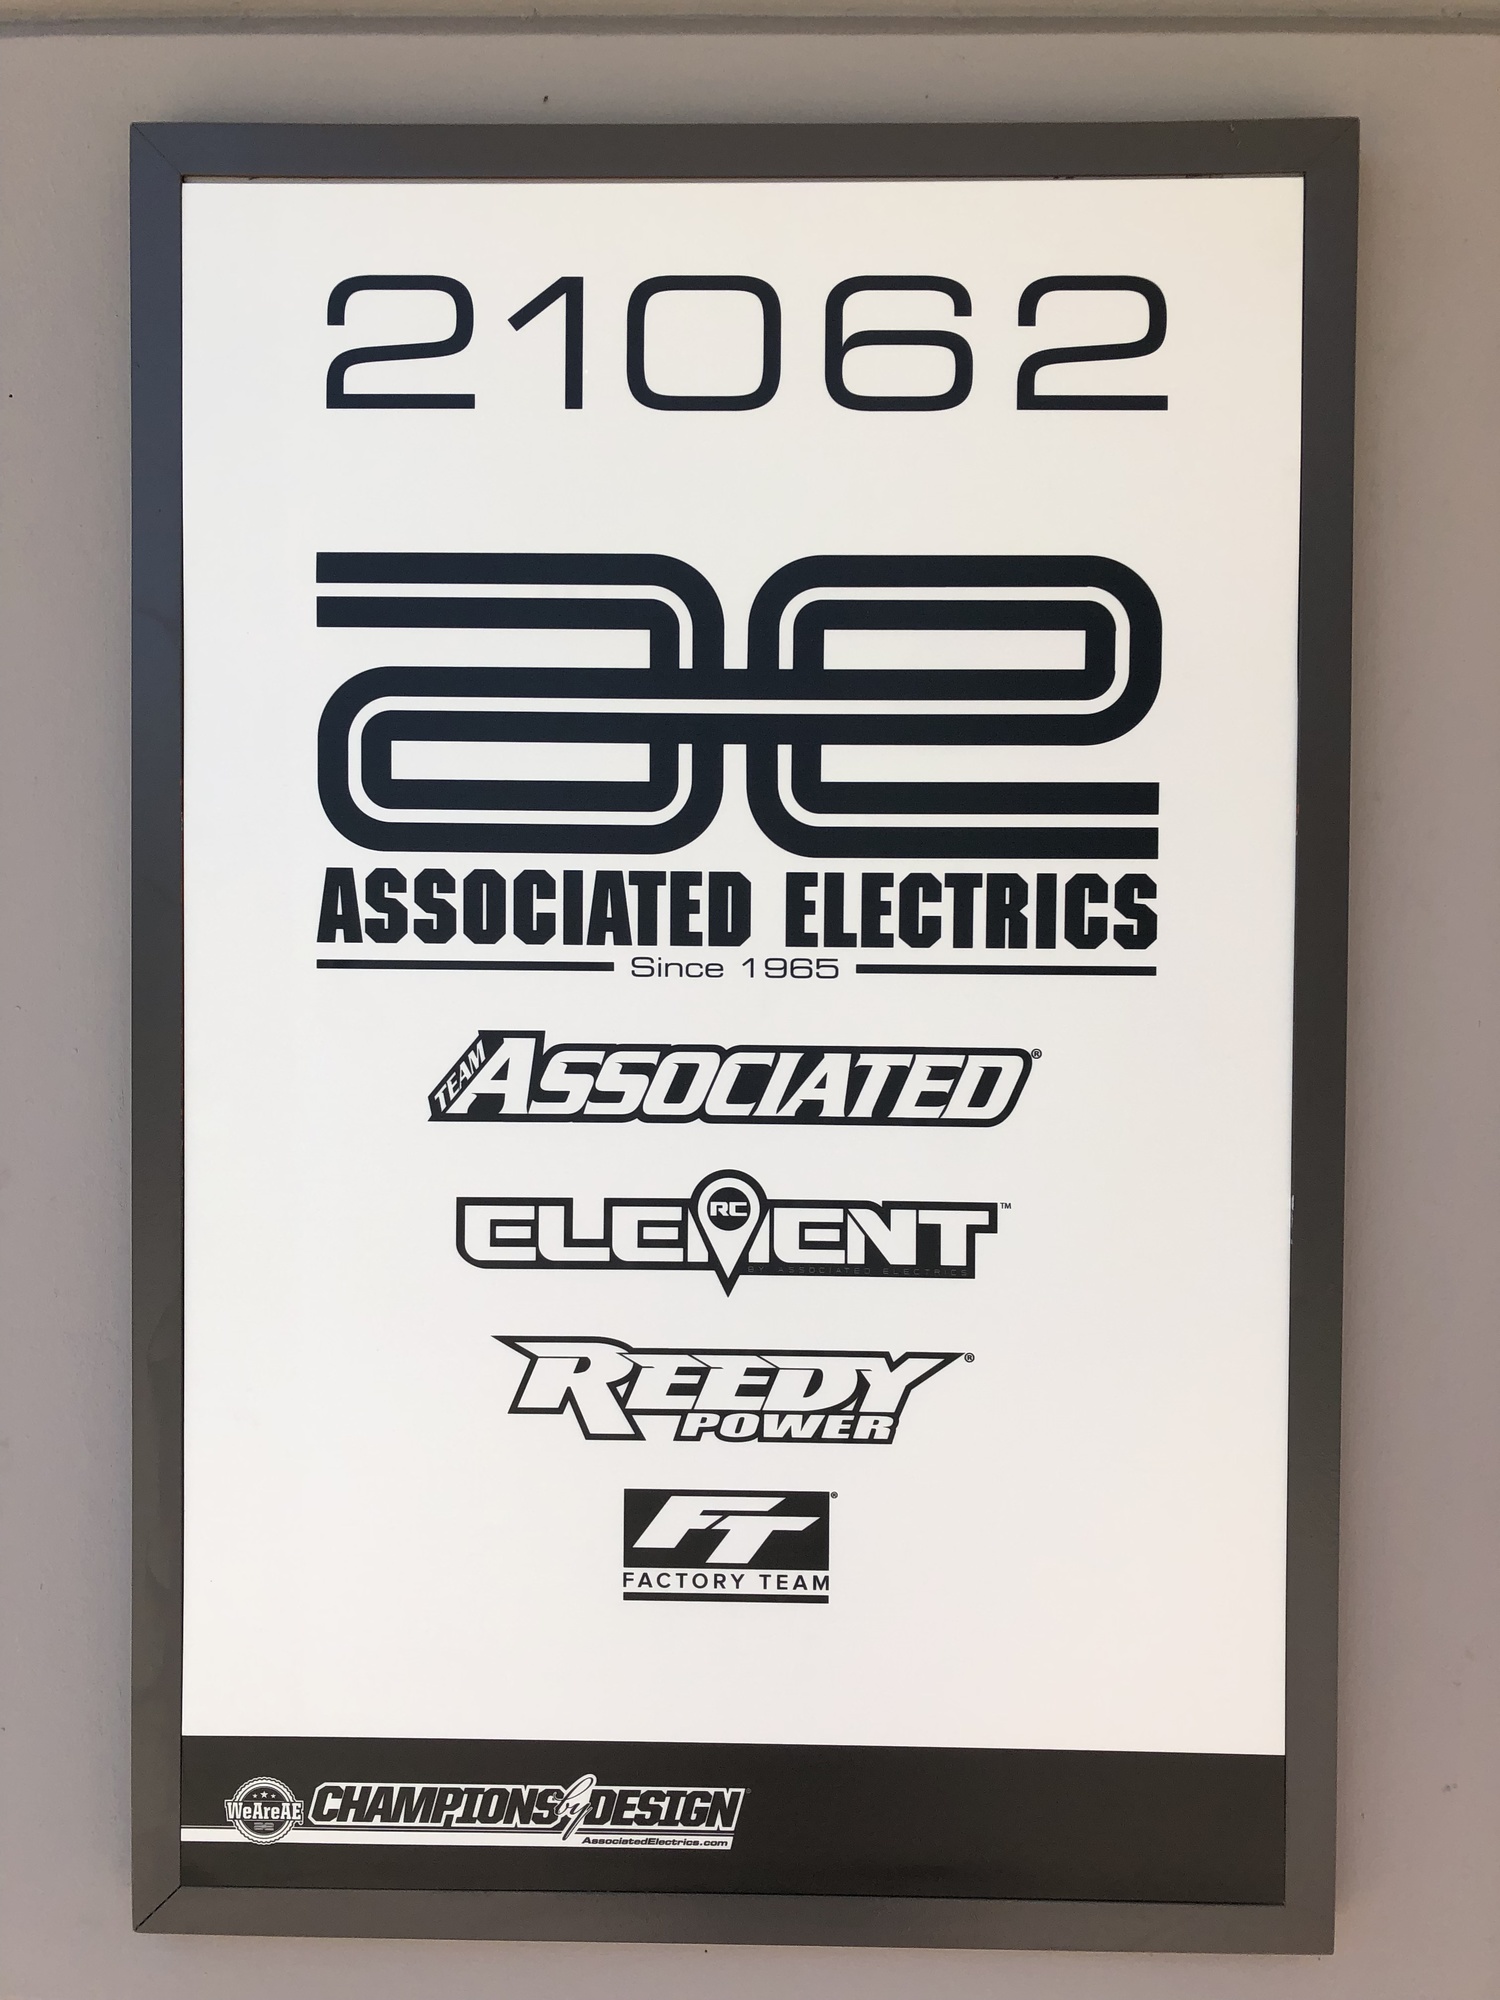 21062
ae
ASSOCIATED ELECTRICS
Since 1965
TEAM ASSOCIATED®
ELEMENT RC™
BY ASSOCIATED ELECTRICS
REEDY®
POWER
FT®
FACTORY TEAM
WeAreAE CHAMPIONS by DESIGN
AssociatedElectrics.com